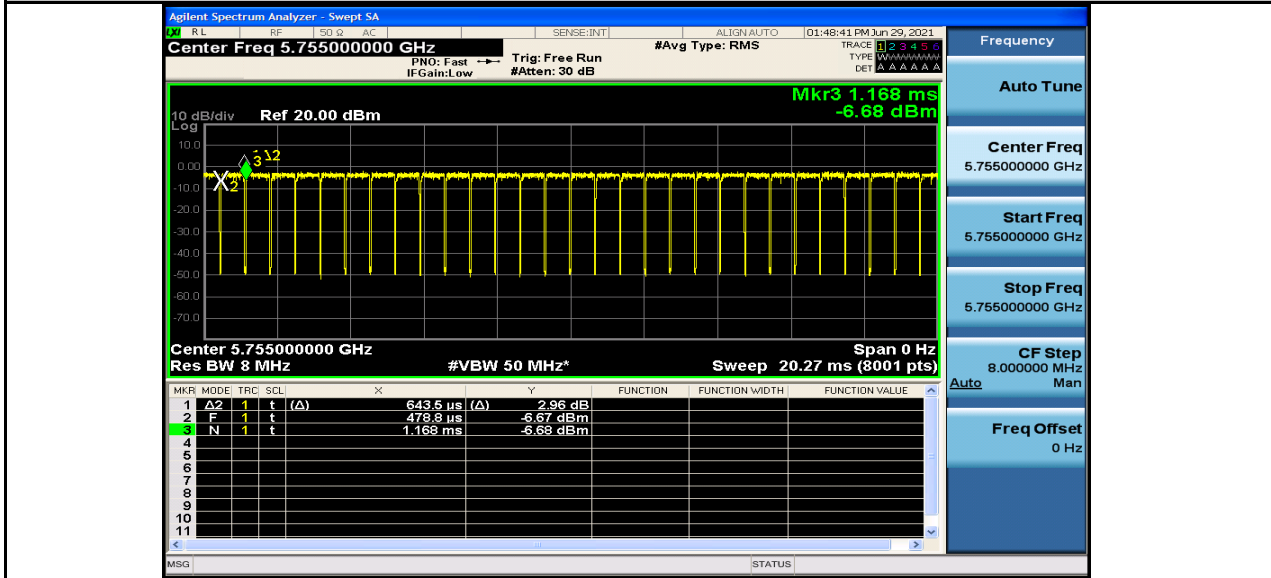 Agilent Spectrum Analyzer - Swept SA
LXI RL RF 50 Ω AC SENSE:INT ALIGN AUTO 01:48:41 PM Jun 29, 2021
Center Freq 5.755000000 GHz #Avg Type: RMS TRACE 1 2 3 4 5 6
PNO: Fast Trig: Free Run TYPE WWWWWWW
IFGain:Low #Atten: 30 dB DET A A A A A A
Mkr3 1.168 ms
10 dB/div Ref 20.00 dBm -6.68 dBm
Log
10.0
0.00
-10.0
-20.0
-30.0
-40.0
-50.0
-60.0
-70.0
3 1Δ2
2
Center 5.755000000 GHz Span 0 Hz
Res BW 8 MHz #VBW 50 MHz* Sweep 20.27 ms (8001 pts)
MKR MODE TRC SCL X Y FUNCTION FUNCTION WIDTH FUNCTION VALUE
1 Δ2 1 t (Δ) 643.5 µs (Δ) 2.96 dB
2 F 1 t 478.8 µs -6.67 dBm
3 N 1 t 1.168 ms -6.68 dBm
4
5
6
7
8
9
10
11
MSG STATUS
Frequency
Auto Tune
Center Freq
5.755000000 GHz
Start Freq
5.755000000 GHz
Stop Freq
5.755000000 GHz
CF Step
8.000000 MHz
Auto Man
Freq Offset
0 Hz